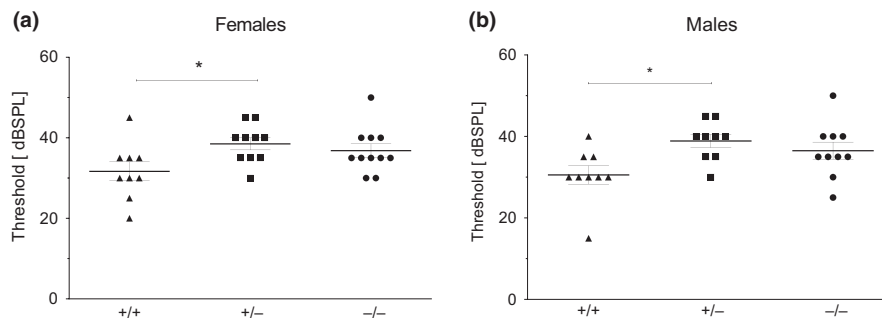 (a)
Females
Threshold [ dBSPL]
60
40
20
0
*
+/+
+/–
–/–
(b)
Males
Threshold [ dBSPL]
60
40
20
0
*
+/+
+/–
–/–